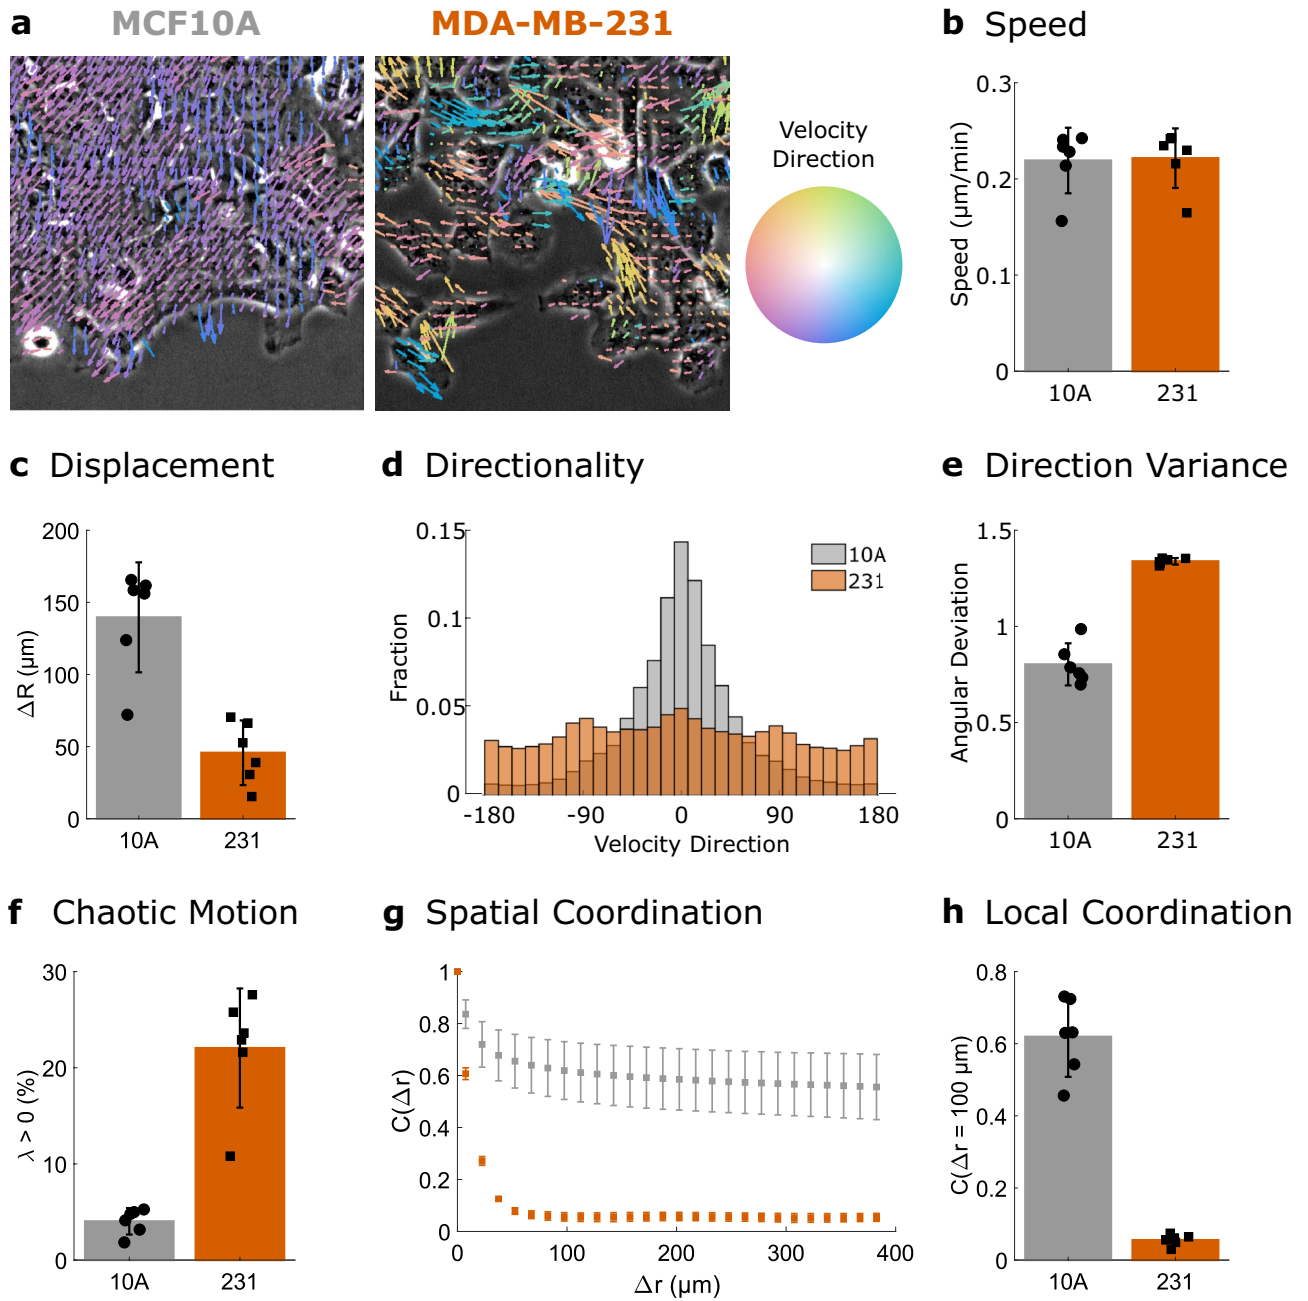 a MCF10A MDA-MB-231
Velocity
Direction
b Speed
Speed (µm/min)
0.3
0.2
0.1
0
10A 231
c Displacement
ΔR (µm)
200
150
100
50
0
10A 231
d Directionality
Fraction
0.15
0.1
0.05
0
-180 -90 0 90 180
Velocity Direction
10A
231
e Direction Variance
Angular Deviation
1.5
1
0.5
0
10A 231
f Chaotic Motion
λ > 0 (%)
30
20
10
0
10A 231
g Spatial Coordination
C(Δr)
1
0.8
0.6
0.4
0.2
0
0 100 200 300 400
Δr (µm)
h Local Coordination
C(Δr = 100 µm)
0.8
0.6
0.4
0.2
0
10A 231